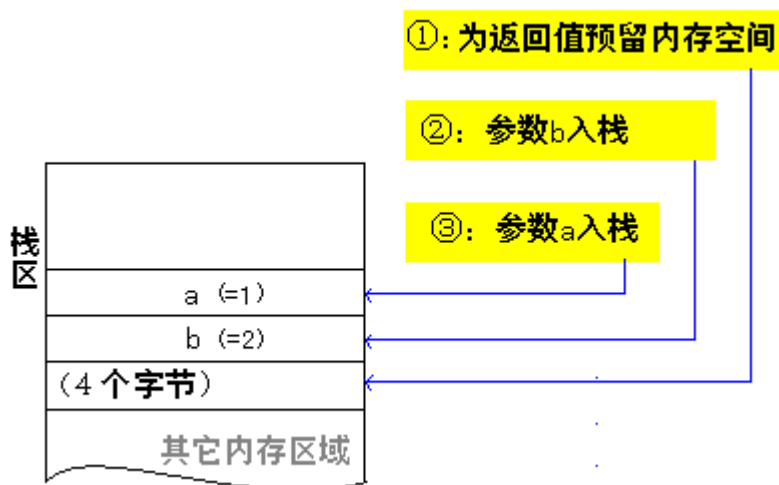 ①:为返回值预留内存空间
②: 参数b入栈
③: 参数a入栈
栈区
a (=1)
b (=2)
(4个字节)
其它内存区域